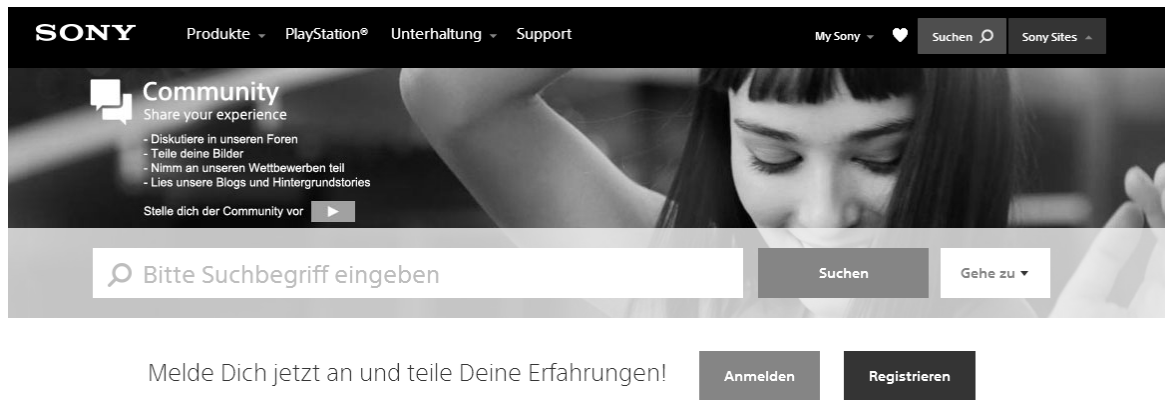 SONY
Produkte
PlayStation®
Unterhaltung
Support
My Sony
Suchen
Sony Sites
Community
Share your experience
- Diskutiere in unseren Foren
- Teile deine Bilder
- Nimm an unseren Wettbewerben teil
- Lies unsere Blogs und Hintergrundstories
Stelle dich der Community vor
Bitte Suchbegriff eingeben
Suchen
Gehe zu
Melde Dich jetzt an und teile Deine Erfahrungen!
Anmelden
Registrieren